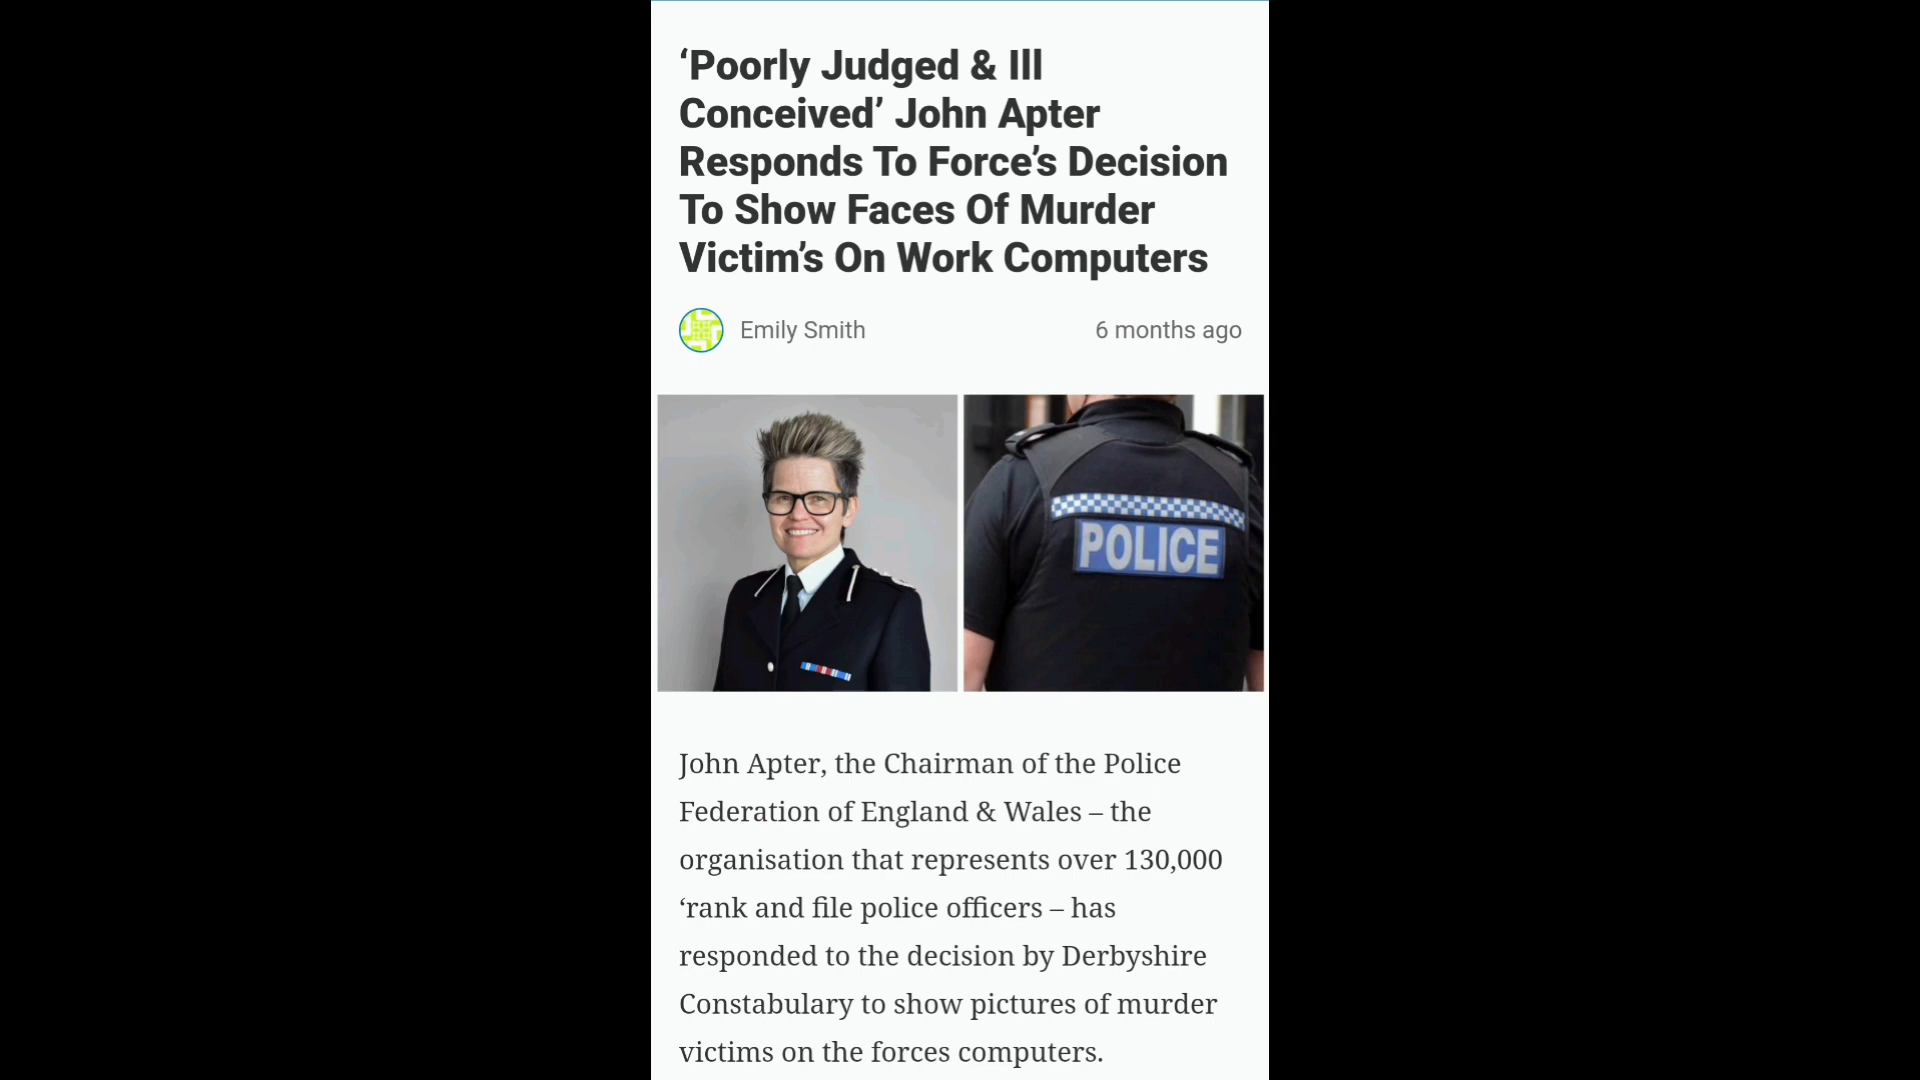 ‘Poorly Judged & Ill
Conceived’ John Apter
Responds To Force’s Decision
To Show Faces Of Murder
Victim’s On Work Computers
Emily Smith
6 months ago
POLICE
John Apter, the Chairman of the Police
Federation of England & Wales – the
organisation that represents over 130,000
‘rank and file police officers – has
responded to the decision by Derbyshire
Constabulary to show pictures of murder
victims on the forces computers.